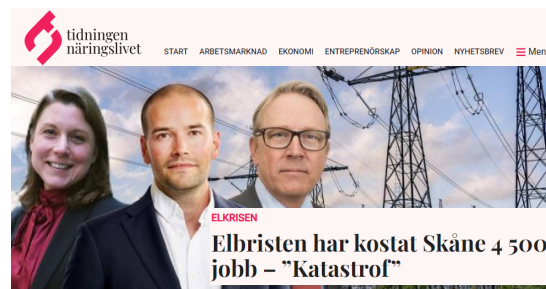 tidningen
näringslivet
START ARBETSMARKNAD EKONOMI ENTREPRENÖRSKAP OPINION NYHETSBREV Men
ELKRISEN
Elbristen har kostat Skåne 4 500
jobb – ”Katastrof”